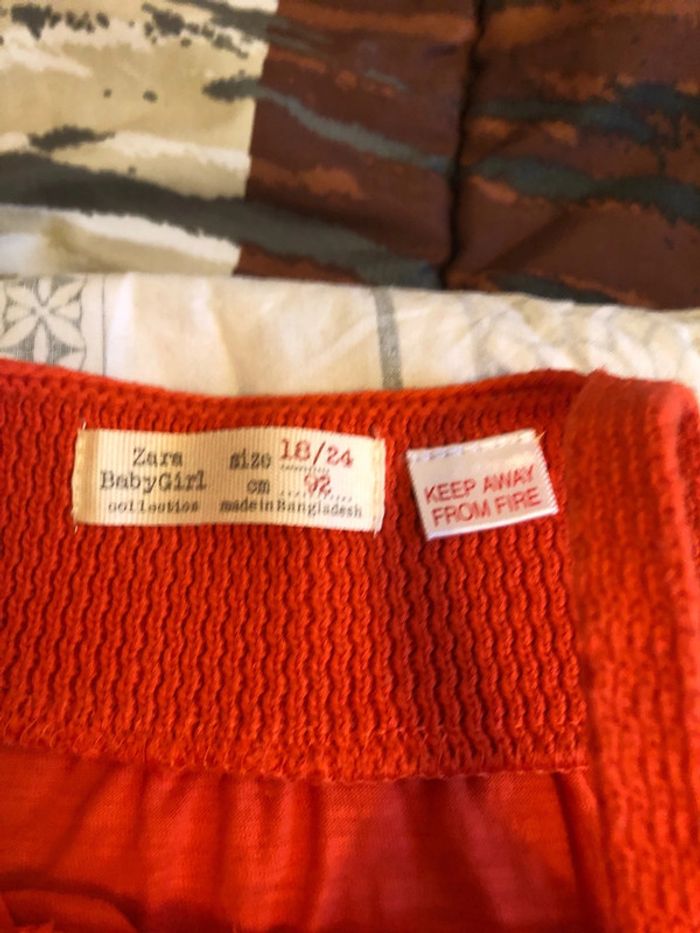 Zara size 18/24
BabyGirl cm 92
collection made in Bangladesh
KEEP AWAY
FROM FIRE